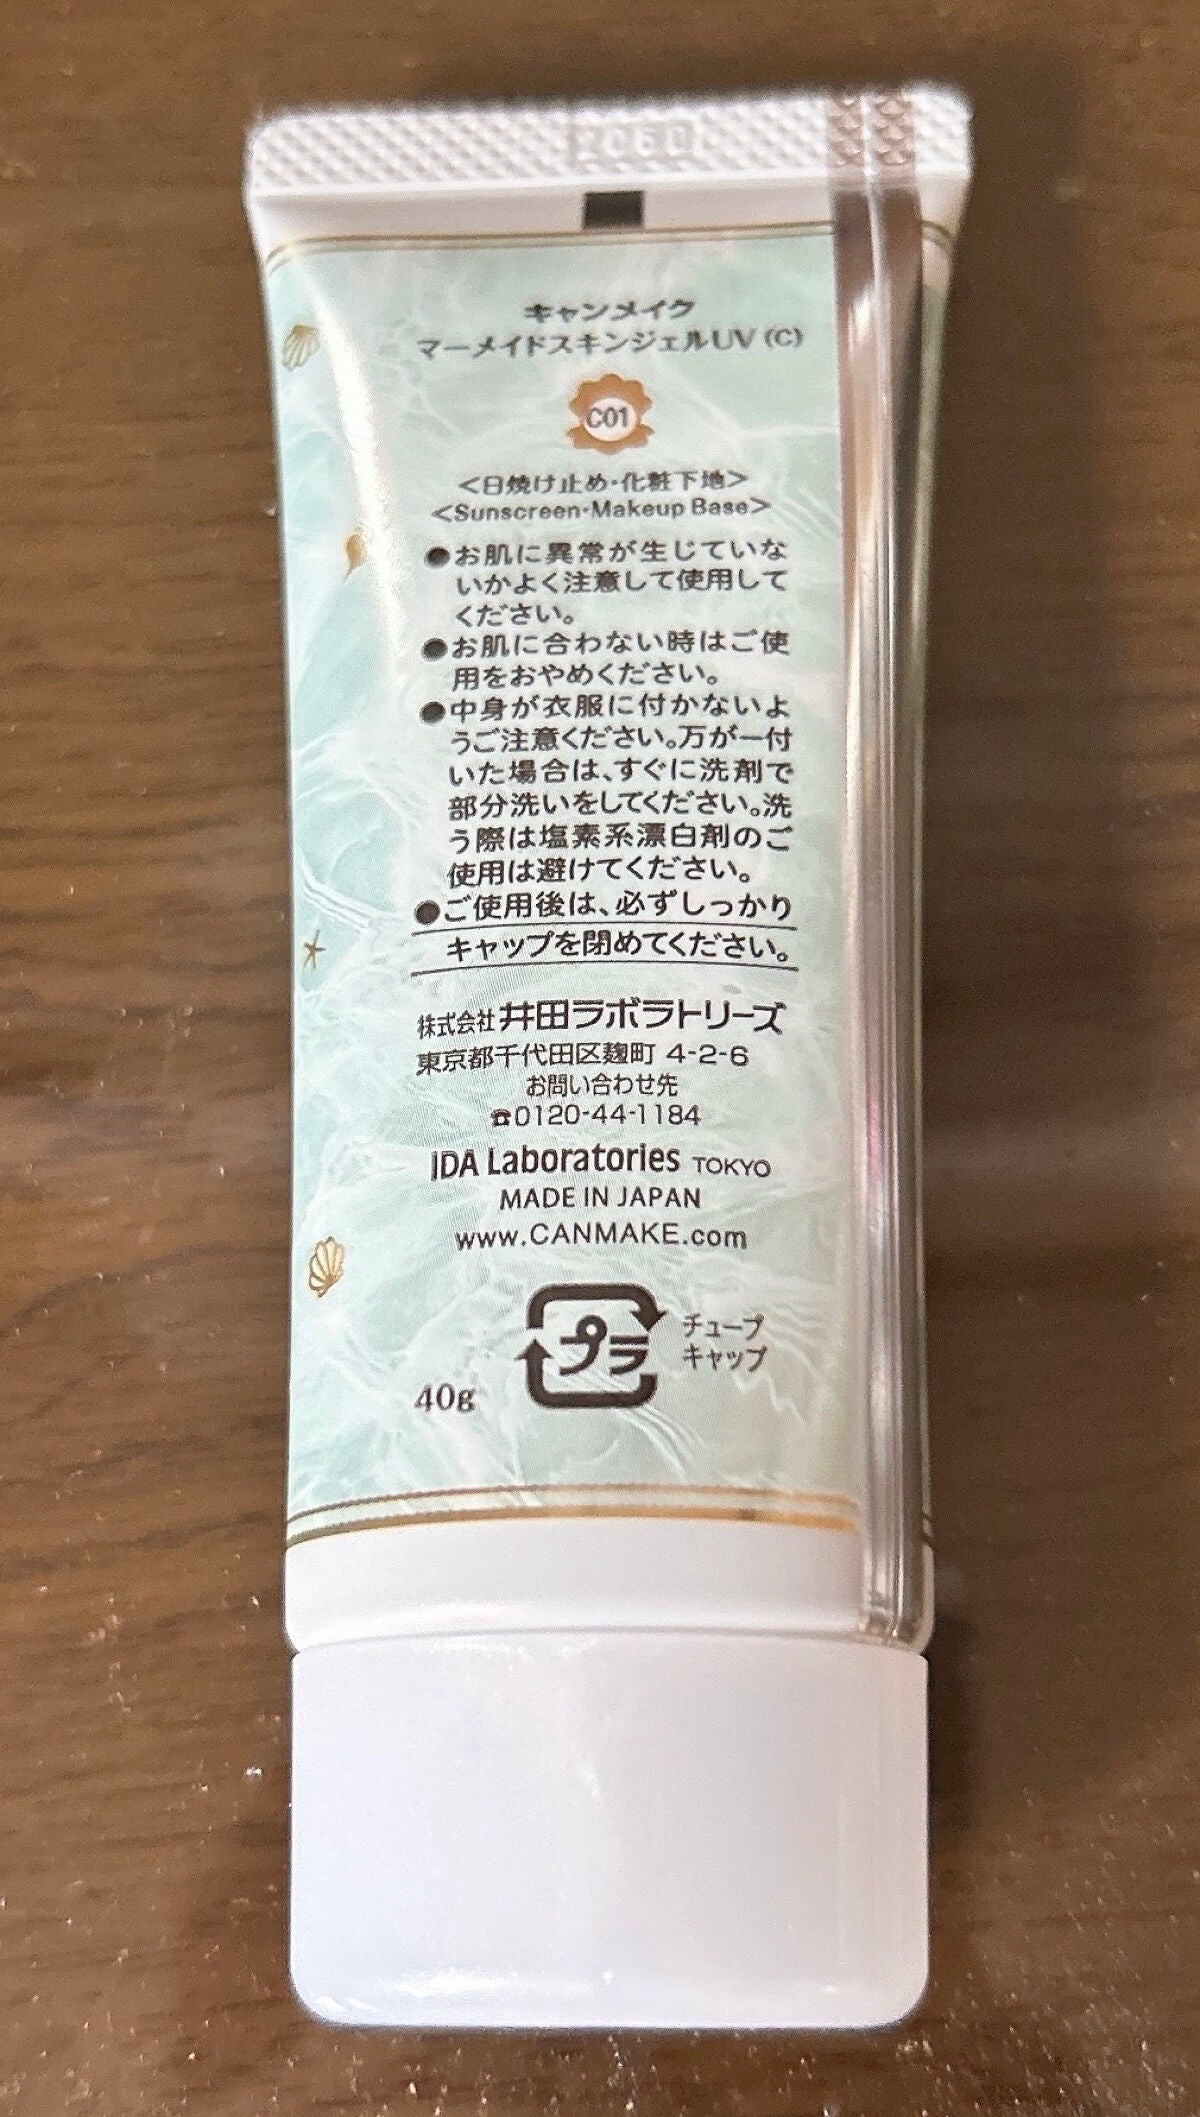 キャンメイク
マーメイドスキンジェルUV (C)
C01
<日焼け止め・化粧下地>
<Sunscreen・Makeup Base>
●お肌に異常が生じていな
いかよく注意して使用して
ください。
●お肌に合わない時はご使
用をおやめください。
●中身が衣服に付かないよ
うご注意ください。万が一付
いた場合は、すぐに洗剤で
部分洗いをしてください。洗
う際は塩素系漂白剤のご
使用は避けてください。
●ご使用後は、必ずしっかり
キャップを閉めてください。
株式会社 井田ラボラトリーズ
東京都千代田区麹町 4-2-6
お問い合わせ先
☎0120-44-1184
IDA Laboratories TOKYO
MADE IN JAPAN
www.CANMAKE.com
プラ
チューブ
キャップ
40g